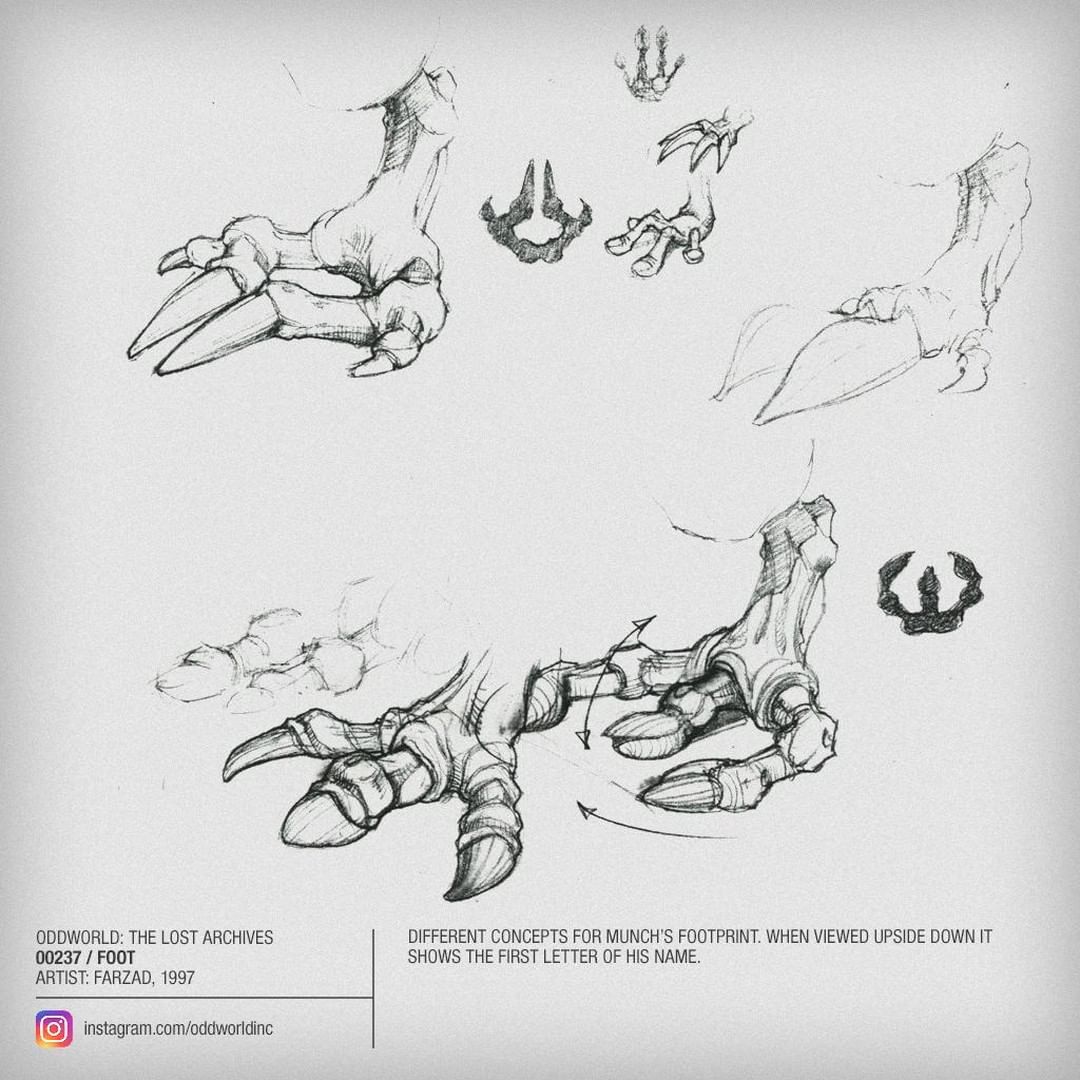 ODDWORLD: THE LOST ARCHIVES
00237 / FOOT
ARTIST: FARZAD, 1997
instagram.com/oddworldinc
DIFFERENT CONCEPTS FOR MUNCH'S FOOTPRINT. WHEN VIEWED UPSIDE DOWN IT
SHOWS THE FIRST LETTER OF HIS NAME.